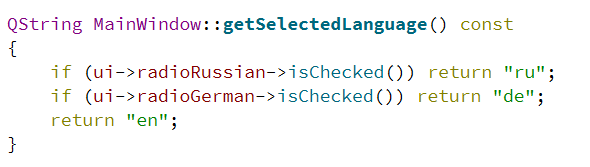 QString MainWindow::getSelectedLanguage() const
{
    if (ui->radioRussian->isChecked()) return "ru";
    if (ui->radioGerman->isChecked()) return "de";
    return "en";
}